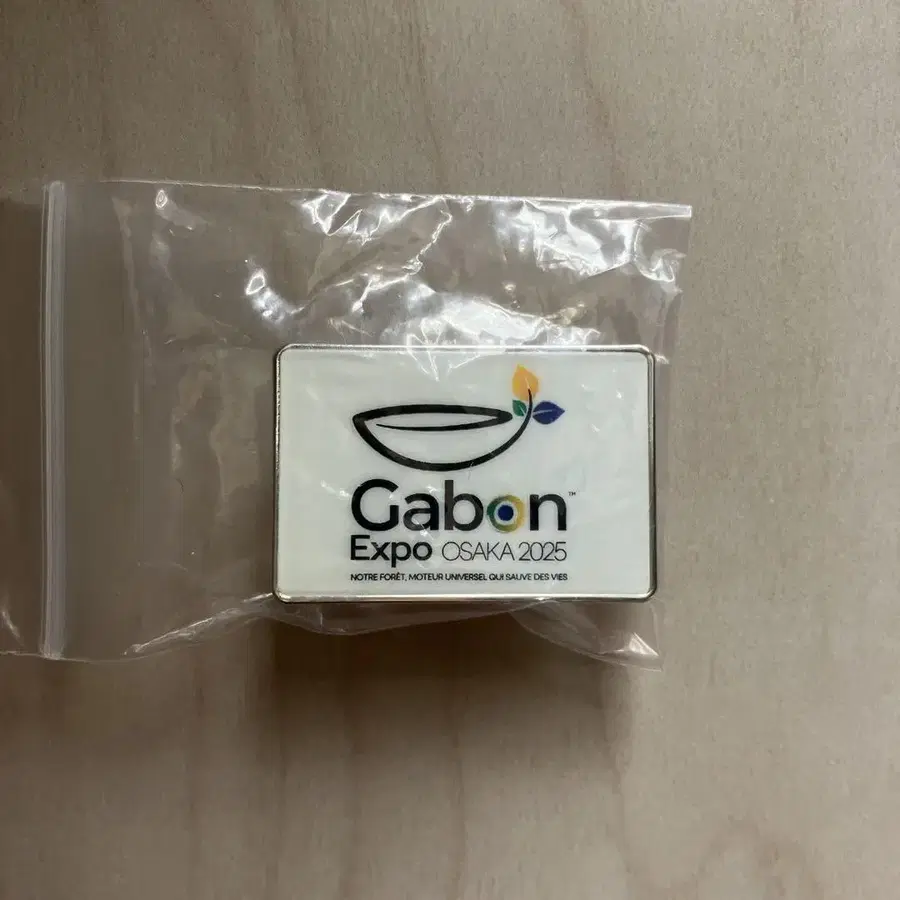 Gabon™
Expo OSAKA 2025
NOTRE FORÊT, MOTEUR UNIVERSEL QUI SAUVE DES VIES